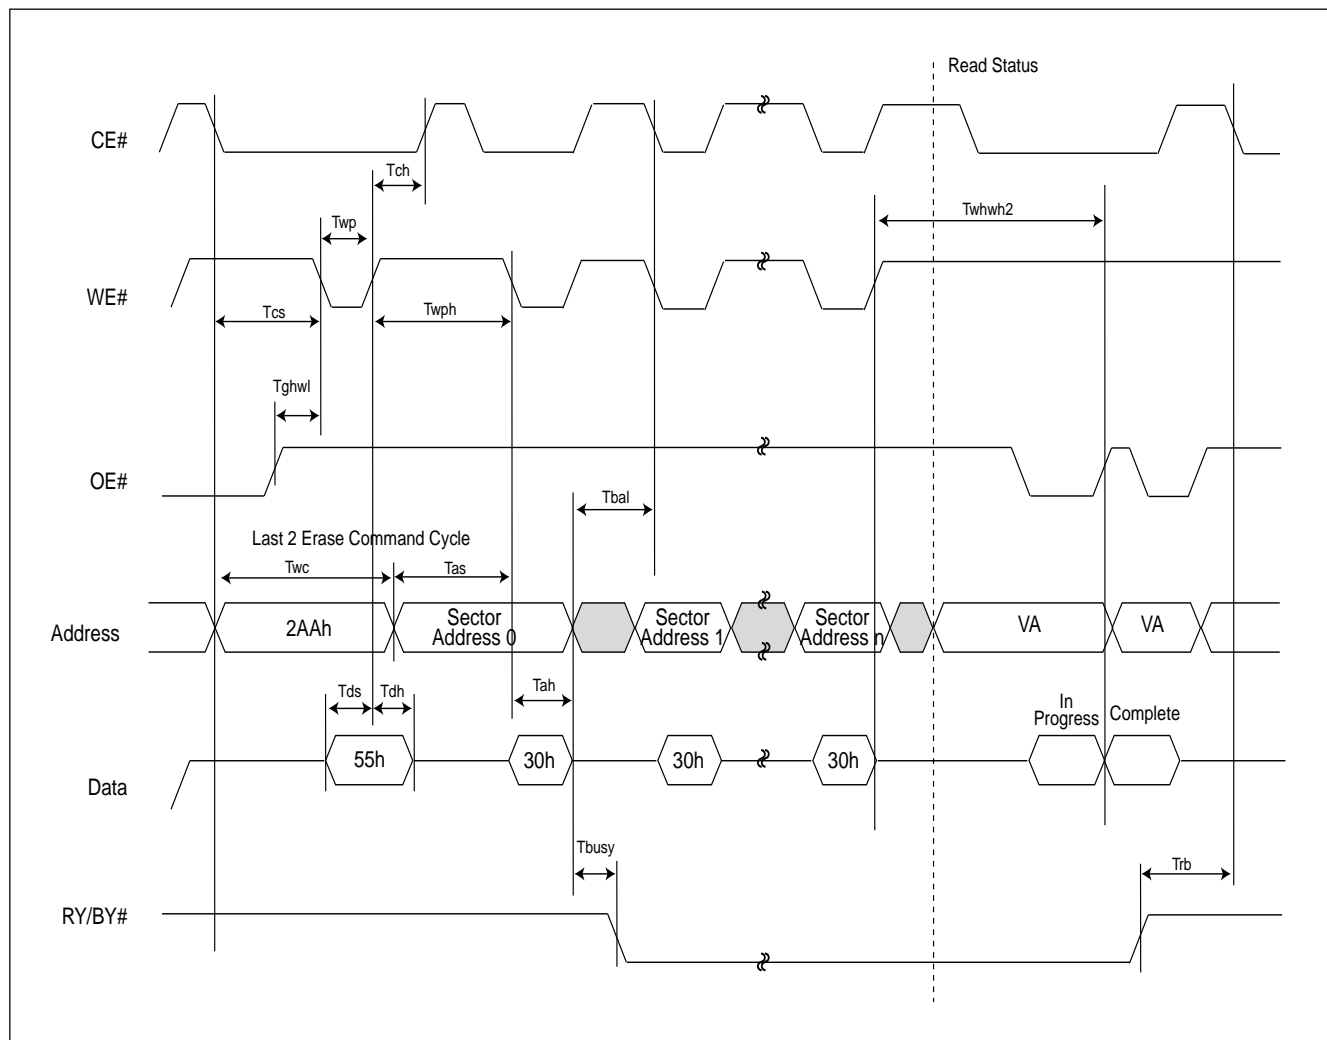 Read Status
CE#
Tch
Twhwh2
Twp
WE#
Tcs
Twph
Tghwl
OE#
Tbal
Last 2 Erase Command Cycle
Twc
Tas
Address
2AAh
Sector
Address 0
Sector
Address 1
Sector
Address n
VA
VA
Tds
Tdh
Tah
In
Progress
Complete
Data
55h
30h
30h
30h
Tbusy
Trb
RY/BY#